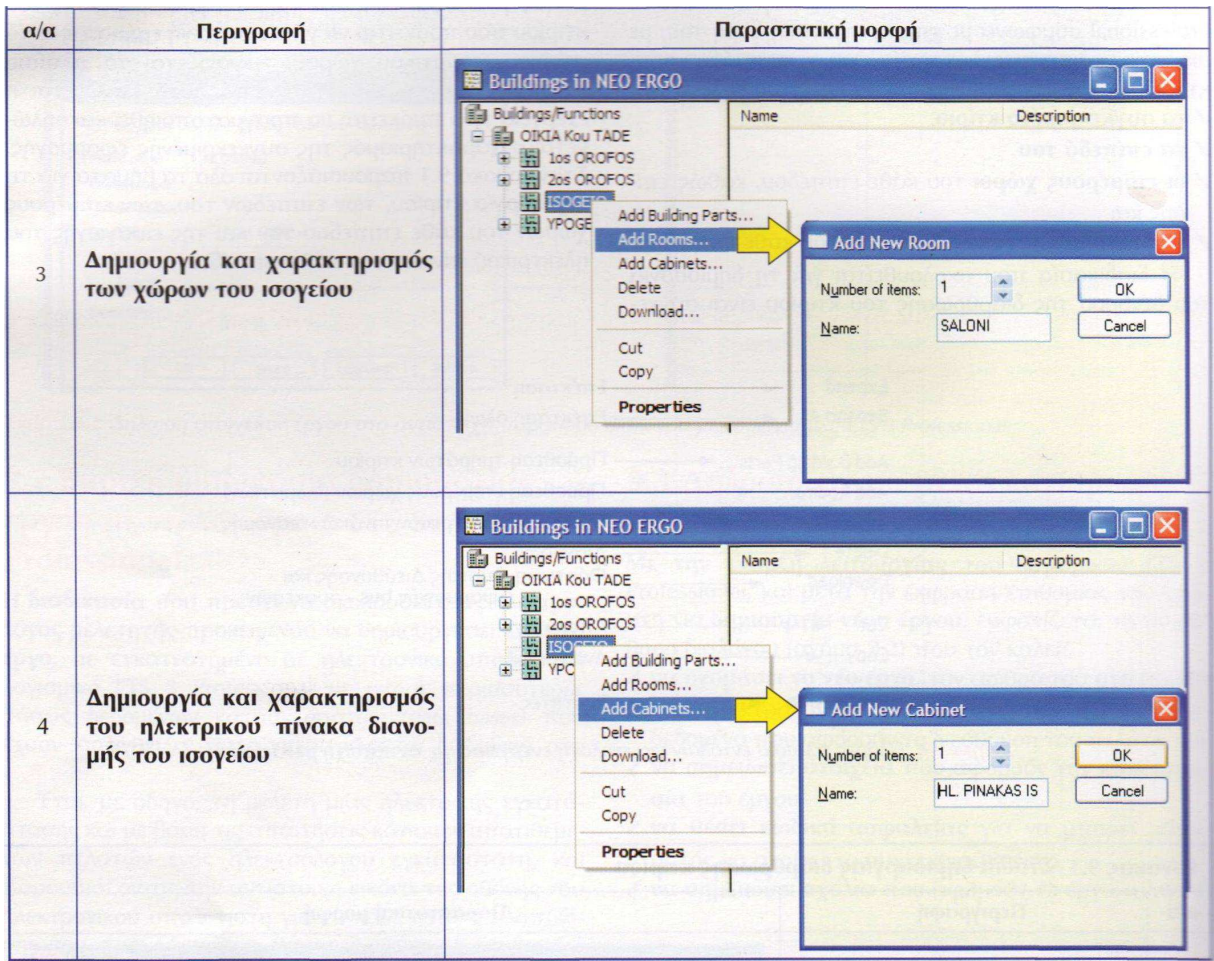 α/α Περιγραφή Παραστατική μορφή
3
Δημιουργία και χαρακτηρισμός
των χώρων του ισογείου
Buildings in NEO ERGO
Buildings/Functions
Name Description
OIKIA Kou TADE
1os OROFOS
2os OROFOS
ISOGEIO
YPOGE
Add Building Parts...
Add Rooms...
Add Cabinets...
Delete
Download...
Cut
Copy
Properties
Add New Room
Number of items: 1 OK
Name: SALONI Cancel
4
Δημιουργία και χαρακτηρισμός
του ηλεκτρικού πίνακα διανο-
μής του ισογείου
Buildings in NEO ERGO
Buildings/Functions
Name Description
OIKIA Kou TADE
1os OROFOS
2os OROFOS
ISOGEIO
YPO
Add Building Parts...
Add Rooms...
Add Cabinets...
Delete
Download...
Cut
Copy
Properties
Add New Cabinet
Number of items: 1 OK
Name: HL. PINAKAS IS Cancel